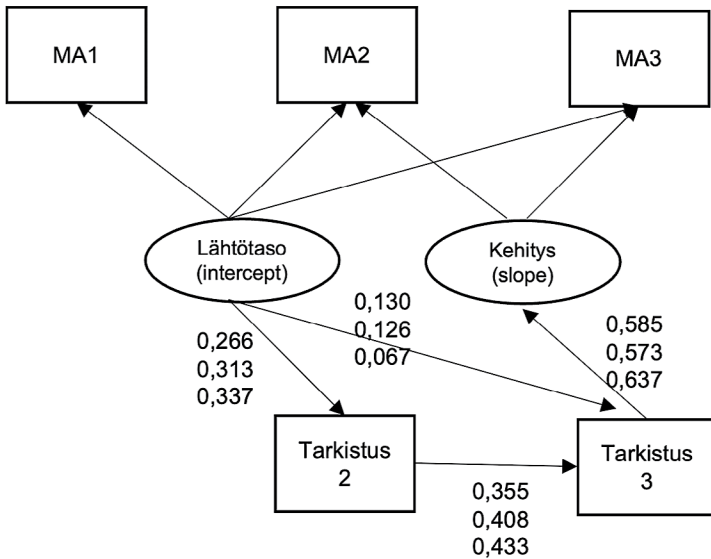 MA1
MA2
MA3
Lähtötaso
(intercept)
Kehitys
(slope)
0,266
0,313
0,337
0,130
0,126
0,067
0,585
0,573
0,637
Tarkistus
2
Tarkistus
3
0,355
0,408
0,433